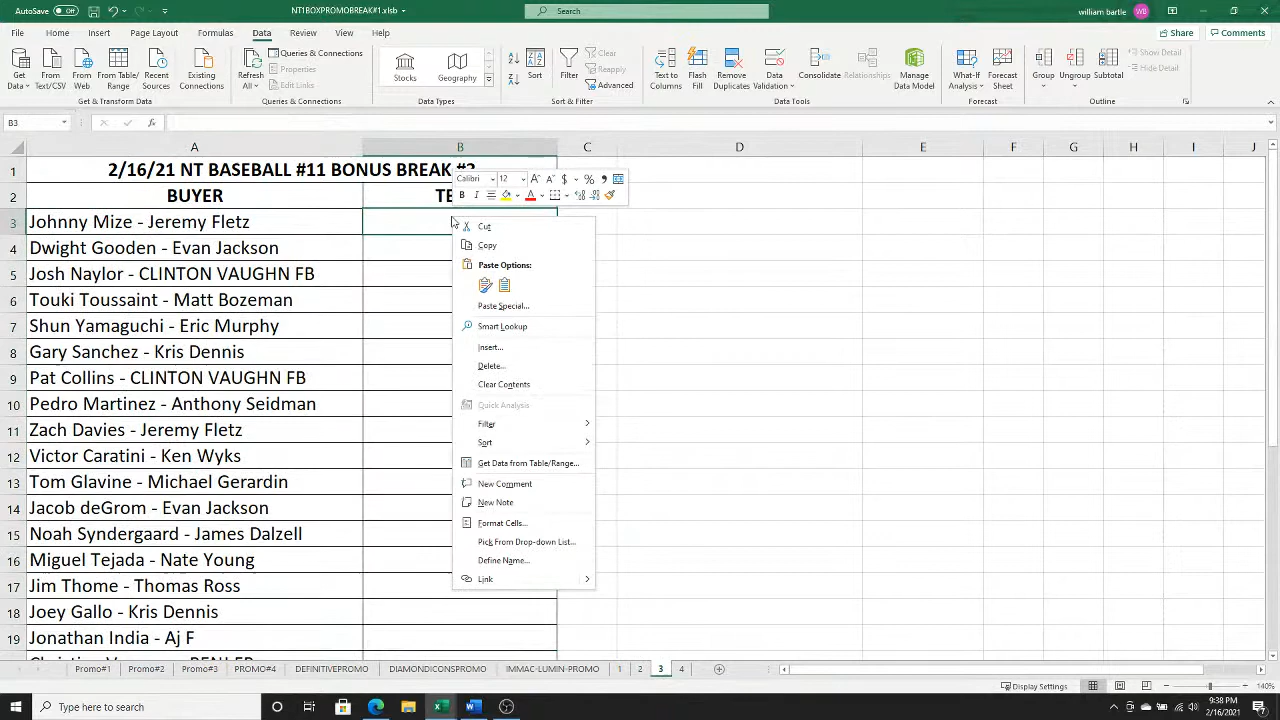 AutoSave Off NT1BOXPROMOBREAK#1.xlsb Search william bartle WB
File Home Insert Page Layout Formulas Data Review View Help Share Comments
Get Data From Text/CSV From Web From Table/Range Recent Sources Existing Connections
Get & Transform Data
Refresh All Queries & Connections Properties Edit Links
Queries & Connections
Stocks Geography
Data Types
Sort Filter Clear Reapply Advanced
Sort & Filter
Text to Columns Flash Fill Remove Duplicates Data Validation Consolidate Relationships Manage Data Model
Data Tools
What-If Analysis Forecast Sheet
Forecast
Group Ungroup Subtotal Show Detail Hide Detail
Outline
B3 fx
A B C D E F G H I J
1 2/16/21 NT BASEBALL #11 BONUS BREAK #2
2 BUYER TE
3 Johnny Mize - Jeremy Fletz
4 Dwight Gooden - Evan Jackson
5 Josh Naylor - CLINTON VAUGHN FB
6 Touki Toussaint - Matt Bozeman
7 Shun Yamaguchi - Eric Murphy
8 Gary Sanchez - Kris Dennis
9 Pat Collins - CLINTON VAUGHN FB
10 Pedro Martinez - Anthony Seidman
11 Zach Davies - Jeremy Fletz
12 Victor Caratini - Ken Wyks
13 Tom Glavine - Michael Gerardin
14 Jacob deGrom - Evan Jackson
15 Noah Syndergaard - James Dalzell
16 Miguel Tejada - Nate Young
17 Jim Thome - Thomas Ross
18 Joey Gallo - Kris Dennis
19 Jonathan India - Aj F
Calibri 12 A A $ % ,
B I A
Cut
Copy
Paste Options:
Paste Special...
Smart Lookup
Insert...
Delete...
Clear Contents
Quick Analysis
Filter
Sort
Get Data from Table/Range...
New Comment
New Note
Format Cells...
Pick From Drop-down List...
Define Name...
Link
Promo#1 Promo#2 Promo#3 PROMO#4 DEFINITIVEPROMO DIAMONDICONSPROMO IMMAC-LUMIN-PROMO 1 2 3 4
Display Settings 140%
Type here to search
9:38 PM
2/16/2021